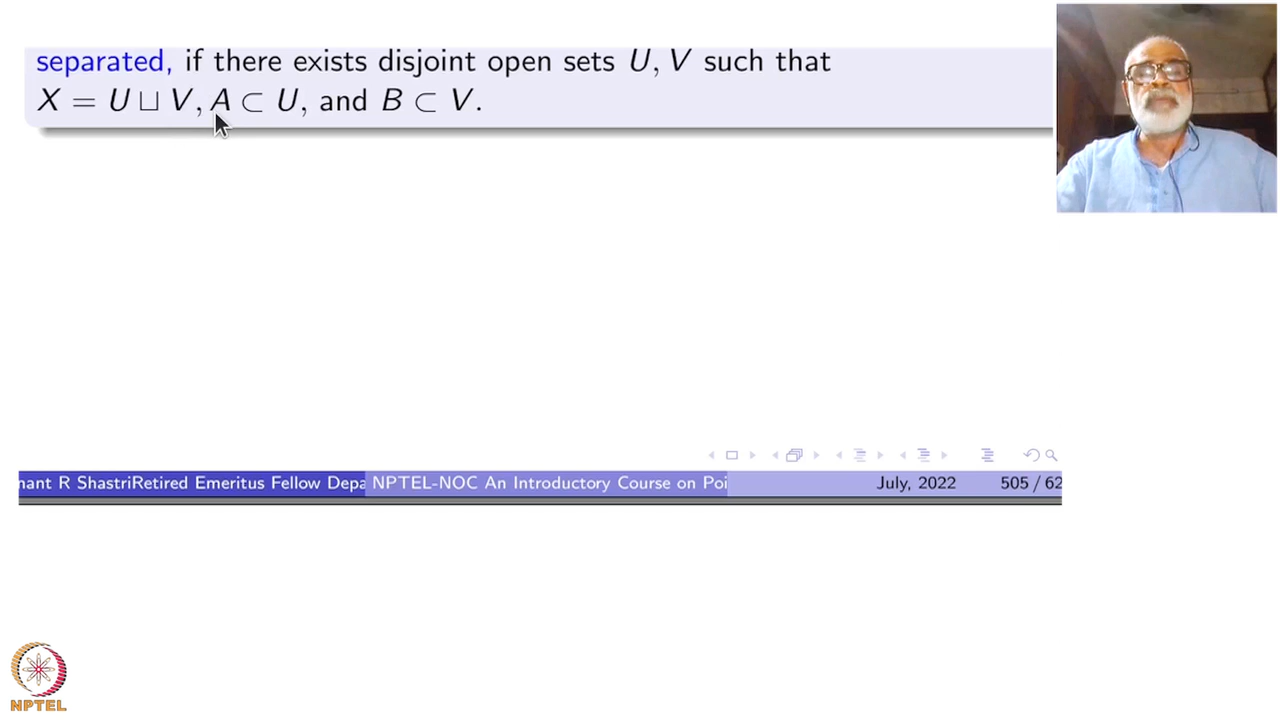 separated, if there exists disjoint open sets U, V such that
X = U ⊔ V, A ⊂ U, and B ⊂ V.
nant R ShastriRetired Emeritus Fellow Depa NPTEL-NOC An Introductory Course on Poi July, 2022 505 / 62
NPTEL